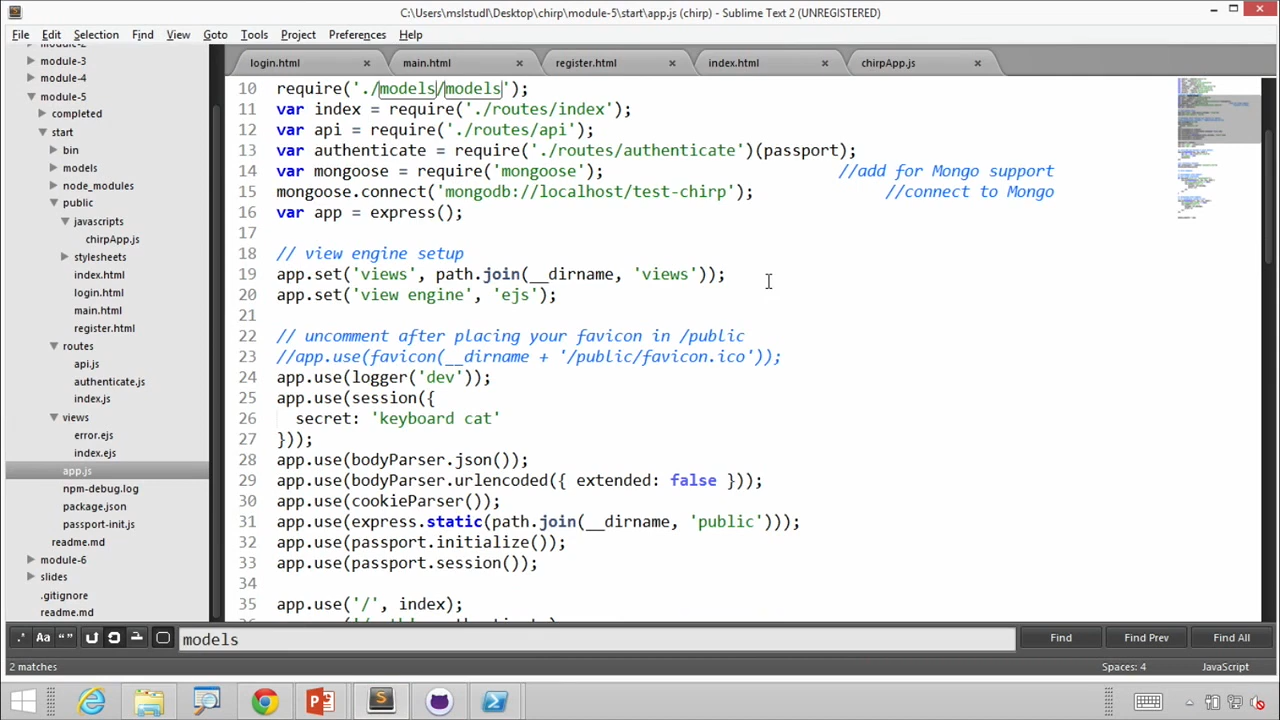 C:\Users\mslstudl\Desktop\chirp\module-5\start\app.js (chirp) - Sublime Text 2 (UNREGISTERED)
File Edit Selection Find View Goto Tools Project Preferences Help
login.html main.html register.html index.html chirpApp.js
module-3
module-4
module-5
completed
start
bin
models
node_modules
public
javascripts
chirpApp.js
stylesheets
index.html
login.html
main.html
register.html
routes
api.js
authenticate.js
index.js
views
error.ejs
index.ejs
app.js
npm-debug.log
package.json
passport-init.js
readme.md
module-6
slides
.gitignore
readme.md
10 require('./models/models');
11 var index = require('./routes/index');
12 var api = require('./routes/api');
13 var authenticate = require('./routes/authenticate')(passport);
14 var mongoose = require('mongoose'); //add for Mongo support
15 mongoose.connect('mongodb://localhost/test-chirp'); //connect to Mongo
16 var app = express();
17
18 // view engine setup
19 app.set('views', path.join(__dirname, 'views'));
20 app.set('view engine', 'ejs');
21
22 // uncomment after placing your favicon in /public
23 //app.use(favicon(__dirname + '/public/favicon.ico'));
24 app.use(logger('dev'));
25 app.use(session({
26 secret: 'keyboard cat'
27 }));
28 app.use(bodyParser.json());
29 app.use(bodyParser.urlencoded({ extended: false }));
30 app.use(cookieParser());
31 app.use(express.static(path.join(__dirname, 'public')));
32 app.use(passport.initialize());
33 app.use(passport.session());
34
35 app.use('/', index);
.* Aa “ ” models Find Find Prev Find All
2 matches Spaces: 4 JavaScript